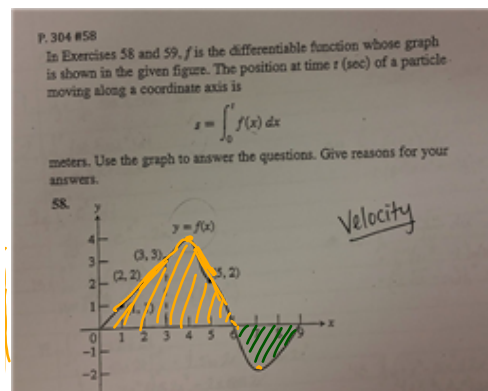 P. 304 #58
In Exercises 58 and 59, f is the differentiable function whose graph
is shown in the given figure. The position at time t (sec) of a particle
moving along a coordinate axis is
s = ∫₀ᵗ f(x) dx
meters. Use the graph to answer the questions. Give reasons for your
answers.
58.
Velocity
y
y = f(x)
4
(3, 3)
3
(2, 2)
5, 2)
2
1
x
0 1 2 3 4 5 6 9
-1
-2